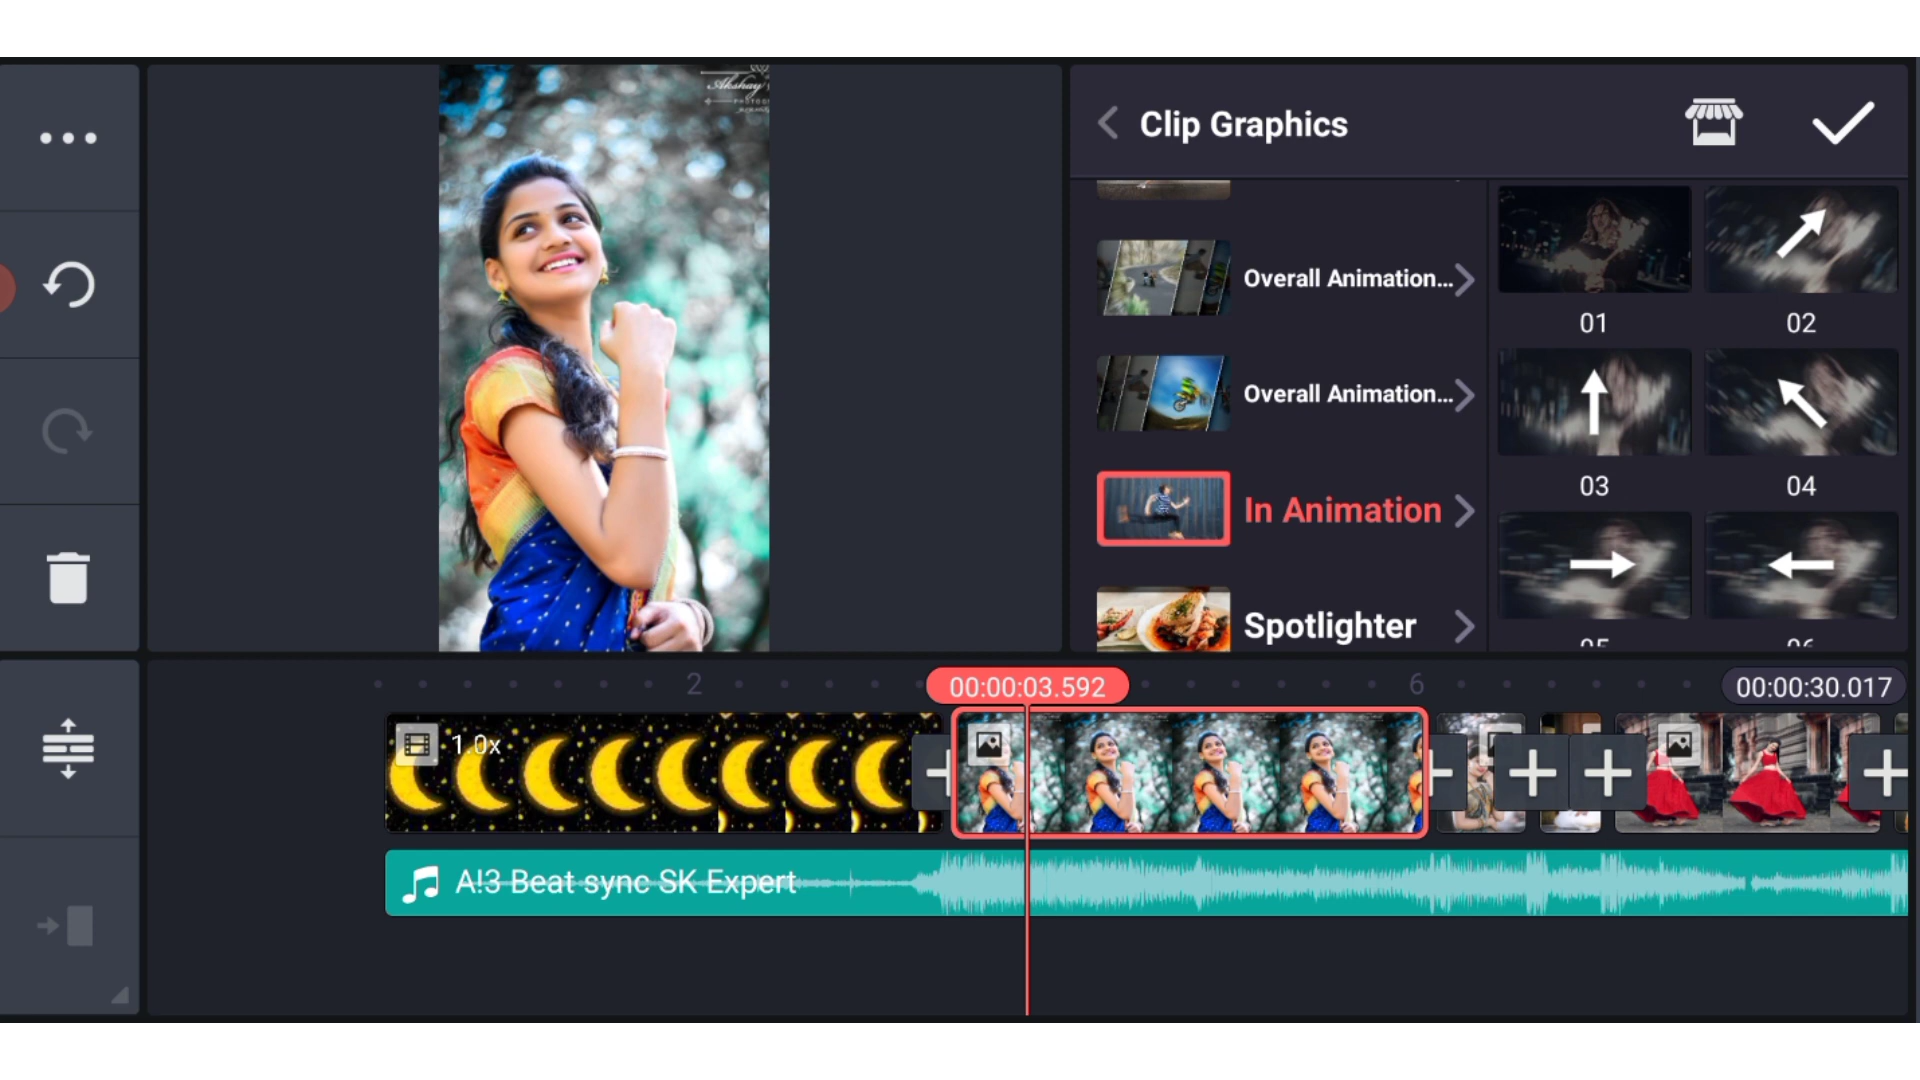 Akshay
Clip Graphics
Overall Animation...
Overall Animation...
In Animation
Spotlighter
01
02
03
04
2
00:00:03.592
6
00:00:30.017
1.0x
A!3 Beat sync SK Expert